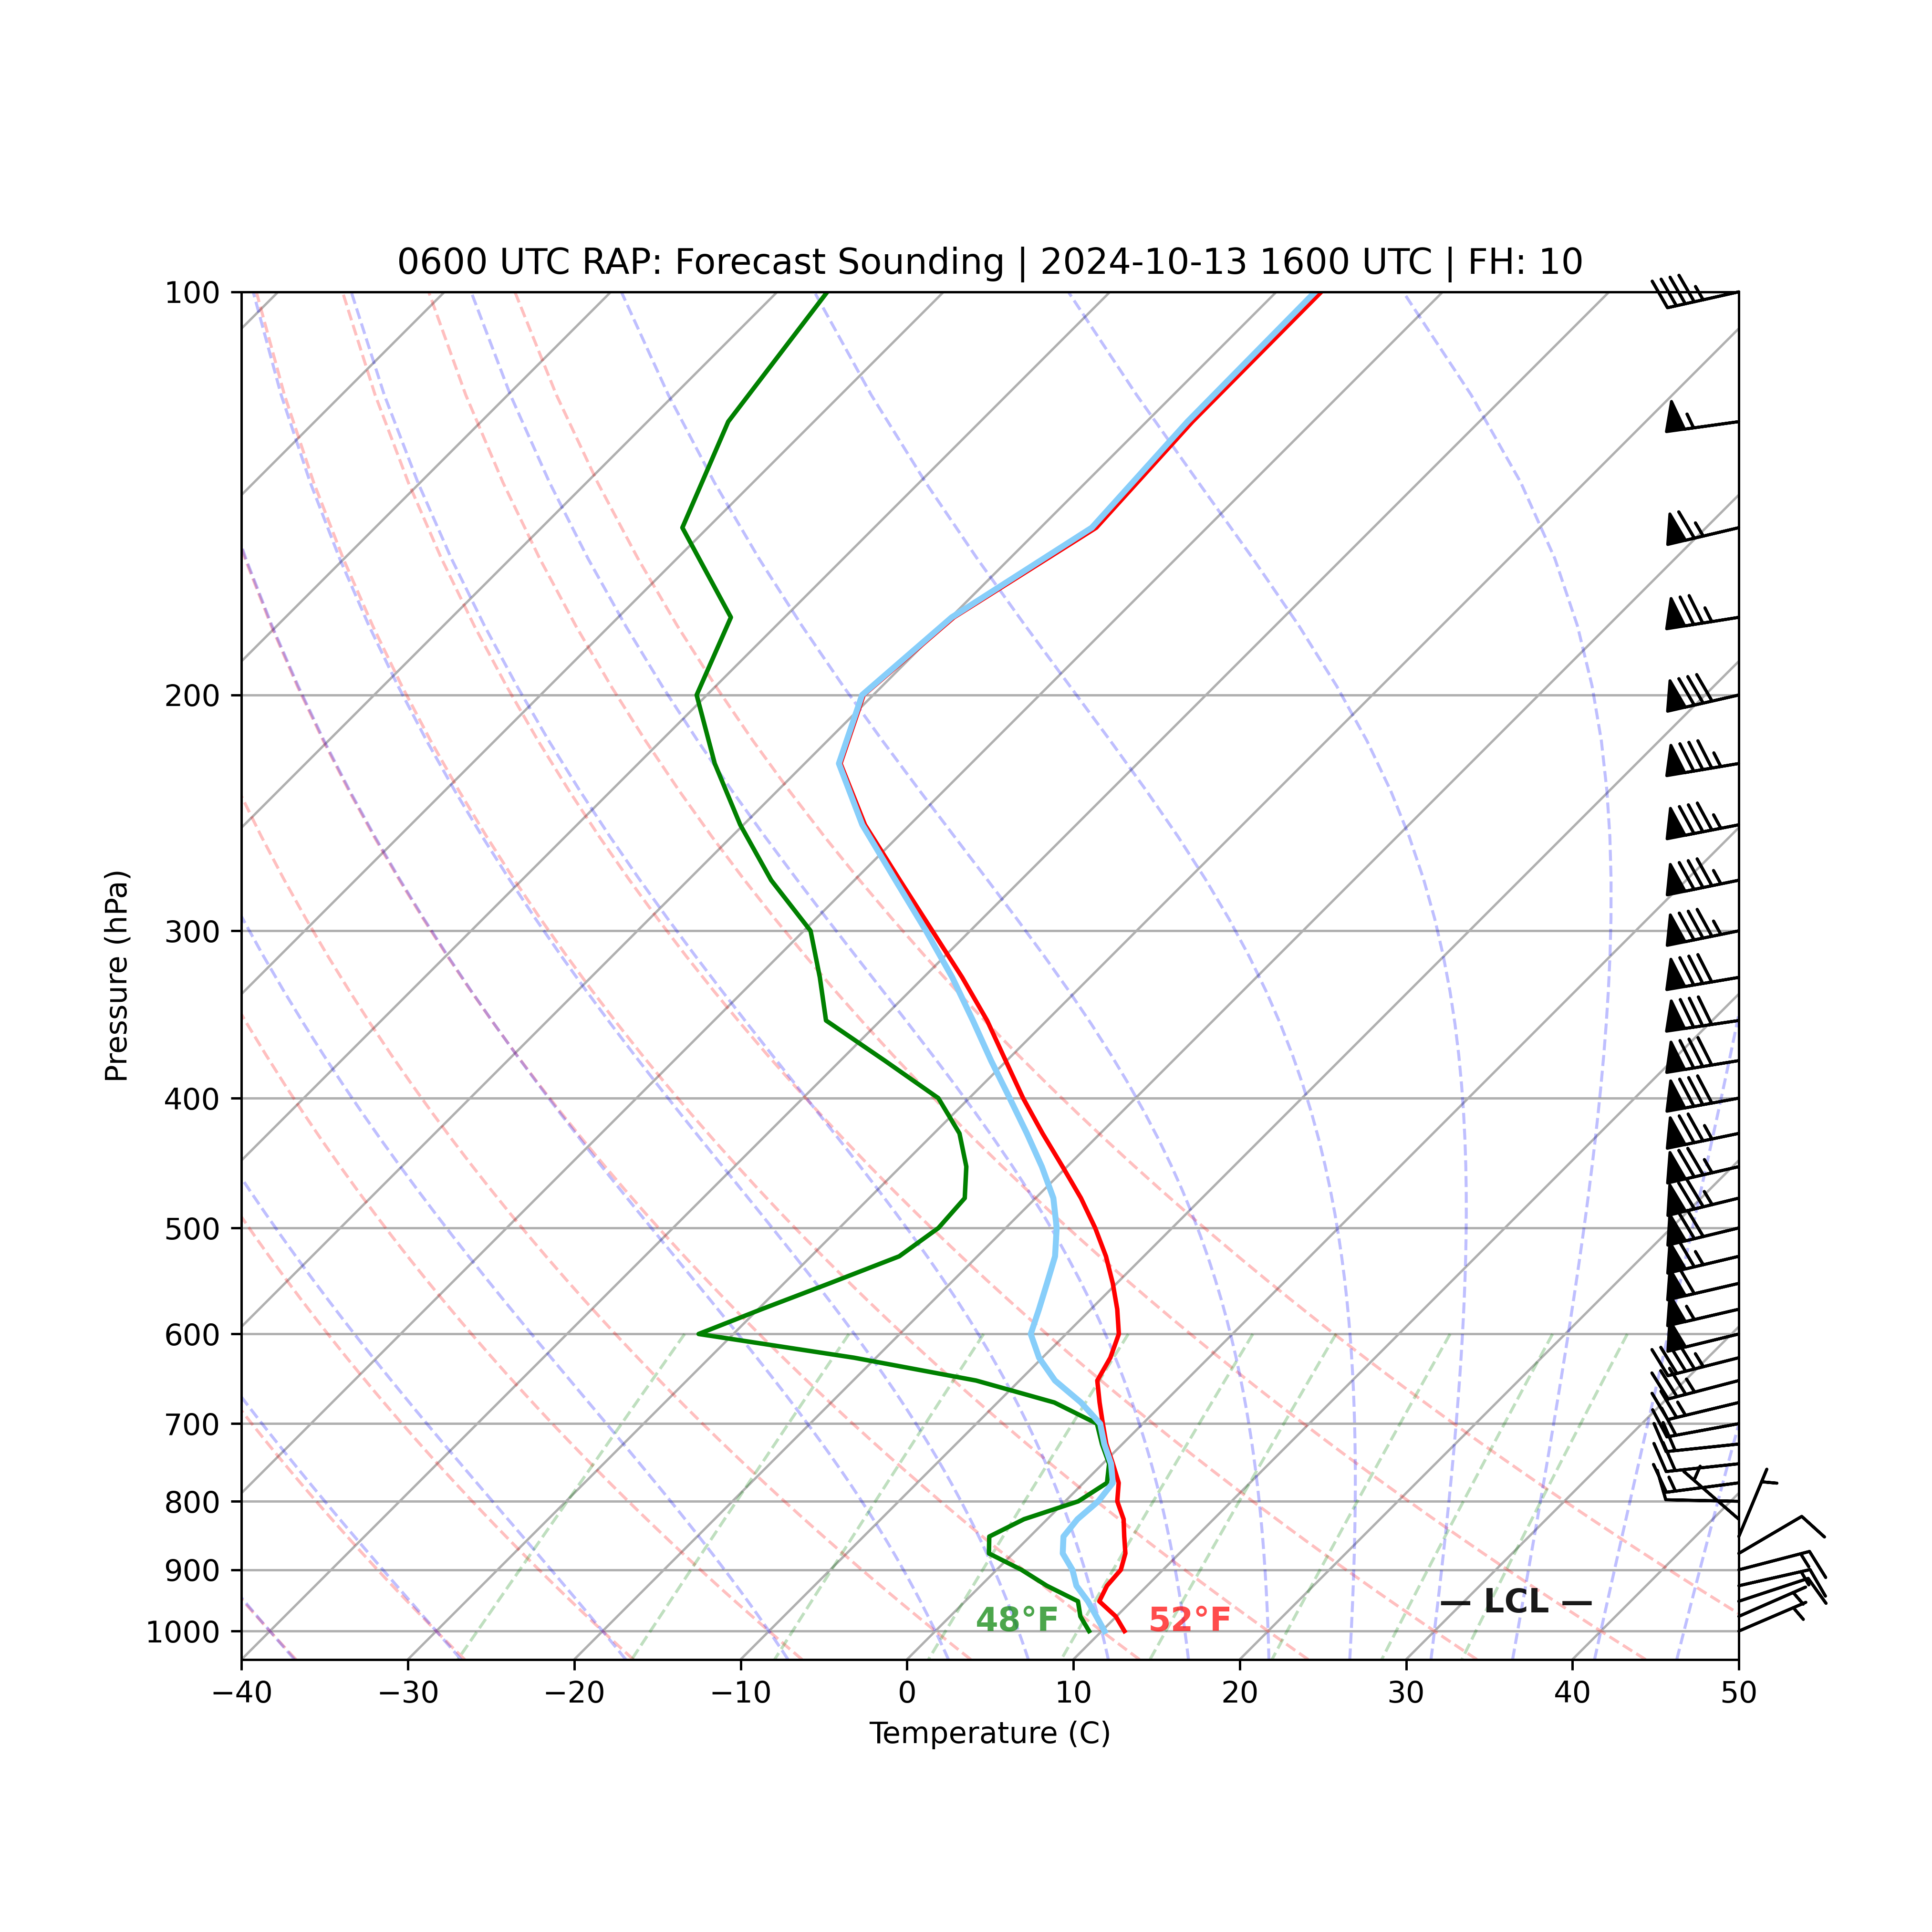 0600 UTC RAP: Forecast Sounding | 2024-10-13 1600 UTC | FH: 10
100
200
300
400
500
600
700
800
900
1000
Pressure (hPa)
— LCL —
48°F 52°F
−40 −30 −20 −10 0 10 20 30 40 50
Temperature (C)